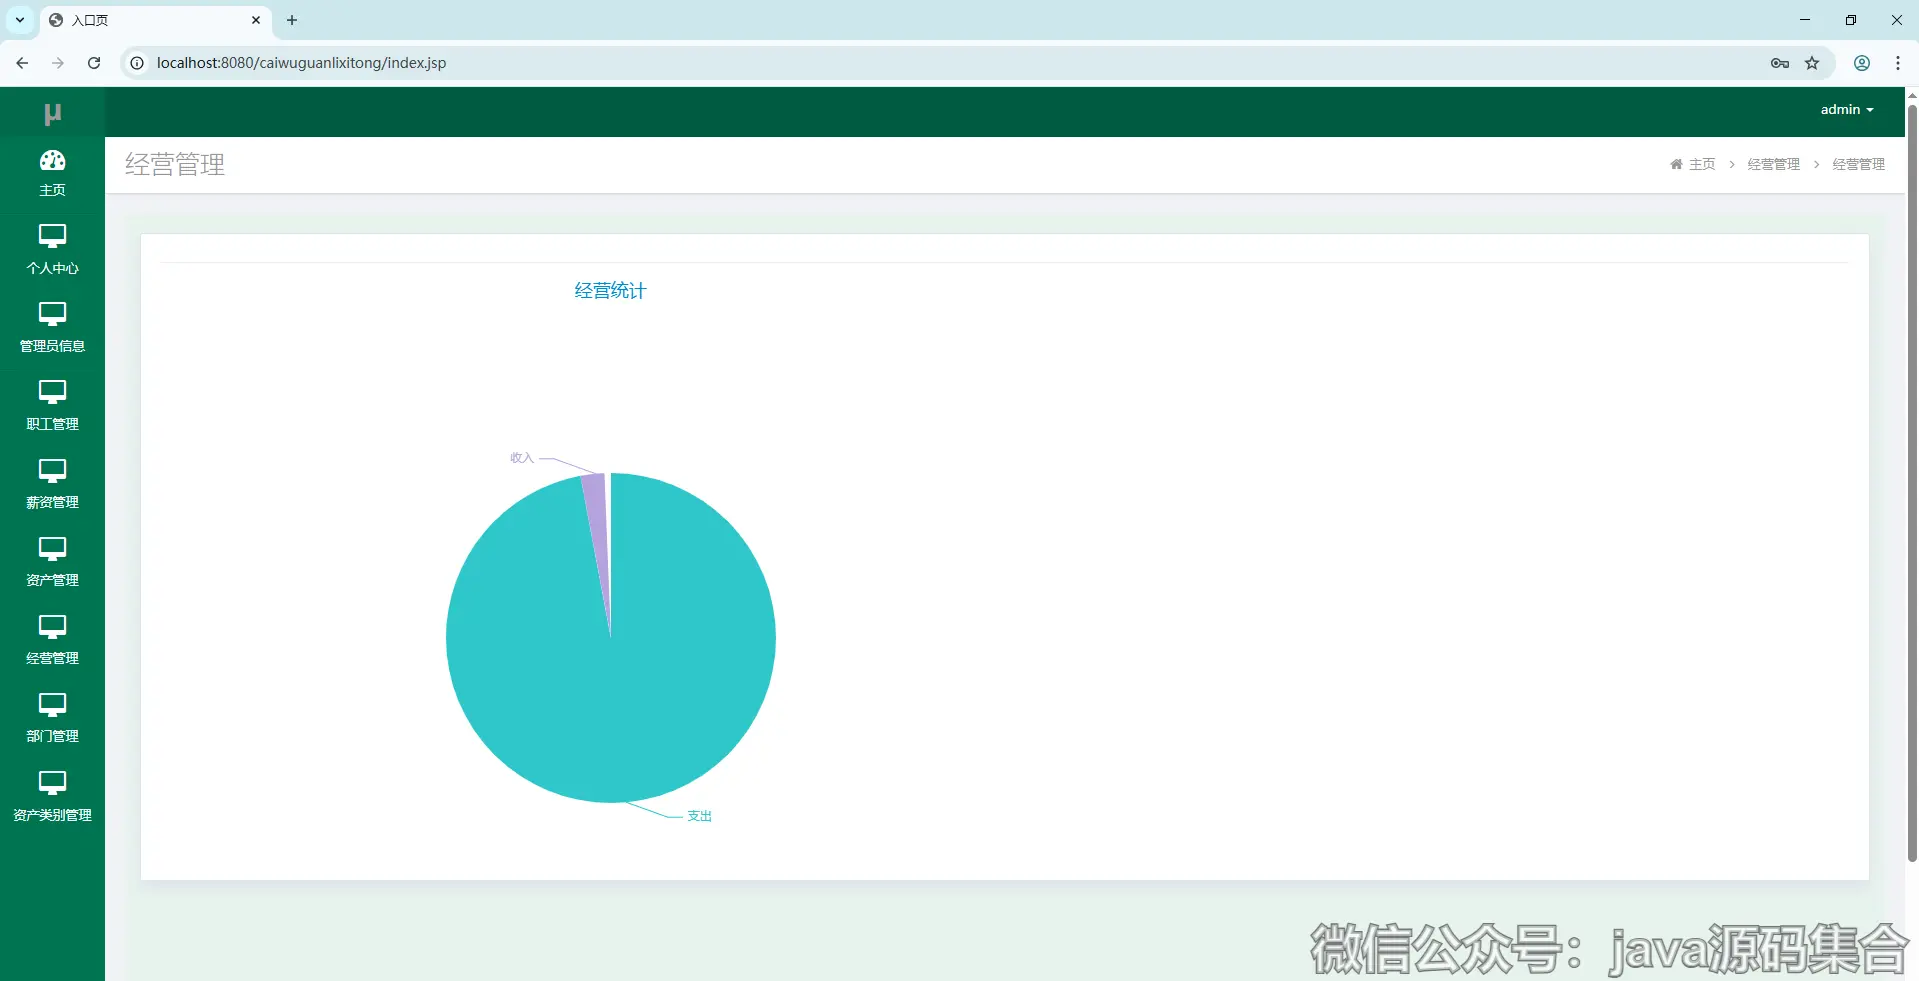 入口页
localhost:8080/caiwuguanlixitong/index.jsp
μ
admin
主页
个人中心
管理员信息
职工管理
薪资管理
资产管理
经营管理
部门管理
资产类别管理
经营管理
主页 > 经营管理 > 经营管理
经营统计
收入
支出
微信公众号：java源码集合